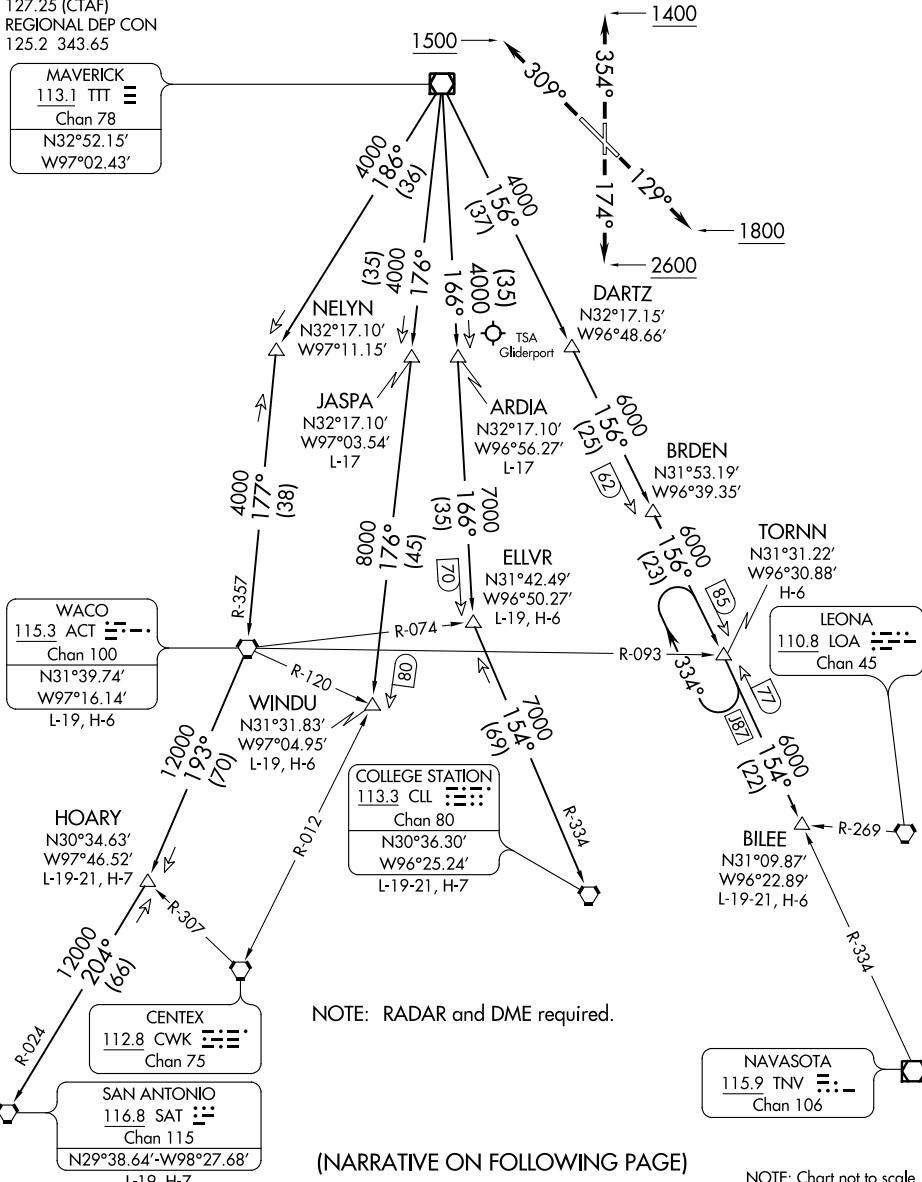 127.25 (CTAF)
REGIONAL DEP CON
125.2 343.65
MAVERICK
113.1 TTT
Chan 78
N32°52.15′
W97°02.43′
1500
309°
1400
354°
174°
2600
129°
1800
4000
186°
(36)
(35)
4000
176°
166°
4000
(35)
4000
156°
(37)
NELYN
N32°17.10′
W97°11.15′
JASPA
N32°17.10′
W97°03.54′
L-17
TSA
Gliderport
ARDIA
N32°17.10′
W96°56.27′
L-17
DARTZ
N32°17.15′
W96°48.66′
6000
156°
(25)
62
BRDEN
N31°53.19′
W96°39.35′
4000
177°
(38)
R-357
8000
176°
(45)
7000
166°
(35)
70
ELLVR
N31°42.49′
W96°50.27′
L-19, H-6
6000
156°
(23)
85
TORNN
N31°31.22′
W96°30.88′
H-6
WACO
115.3 ACT
Chan 100
N31°39.74′
W97°16.14′
L-19, H-6
R-074
R-093
R-120
80
WINDU
N31°31.83′
W97°04.95′
L-19, H-6
334°
77
J87
6000
154°
(22)
LEONA
110.8 LOA
Chan 45
R-269
BILEE
N31°09.87′
W96°22.89′
L-19-21, H-6
12000
193°
(70)
7000
154°
(69)
R-334
COLLEGE STATION
113.3 CLL
Chan 80
N30°36.30′
W96°25.24′
L-19-21, H-7
HOARY
N30°34.63′
W97°46.52′
L-19-21, H-7
R-012
R-307
12000
204°
(66)
R-024
R-334
CENTEX
112.8 CWK
Chan 75
NOTE: RADAR and DME required.
NAVASOTA
115.9 TNV
Chan 106
SAN ANTONIO
116.8 SAT
Chan 115
N29°38.64′-W98°27.68′
L-19, H-7
(NARRATIVE ON FOLLOWING PAGE)
NOTE: Chart not to scale